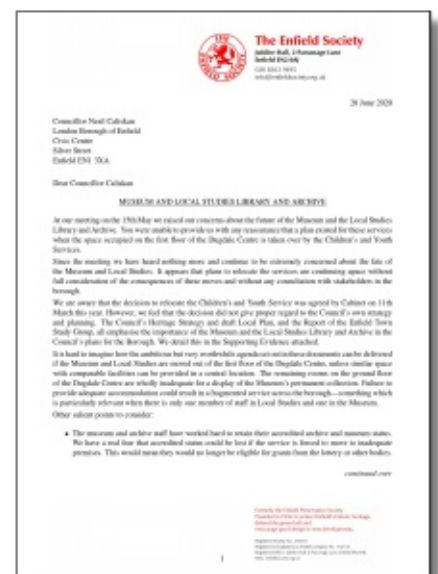 THE ENFIELD SOCIETY
The Enfield Society
Jubilee Hall, 2 Parsonage Lane
Enfield EN2 0AJ
020 8363 9495
info@enfieldsociety.org.uk
20 June 2020
Councillor Nesil Caliskan
London Borough of Enfield
Civic Centre
Silver Street
Enfield EN1 3XA
Dear Councillor Caliskan
MUSEUM AND LOCAL STUDIES LIBRARY AND ARCHIVE
At our meeting on the 15th May we raised our concerns about the future of the Museum and the Local Studies
Library and Archive. You were unable to provide us with any reassurance that a plan existed for these services
when the space occupied on the first floor of the Dugdale Centre is taken over by the Children's and Youth
Services.
Since the meeting we have heard nothing more and continue to be extremely concerned about the fate of
the Museum and Local Studies. It appears that plans to relocate the services are continuing apace without
full consideration of the consequences of these moves and without any consultation with stakeholders in the
borough.
We are aware that the decision to relocate the Children's and Youth Service was agreed by Cabinet on 11th
March this year. However, we feel that the decision did not give proper regard to the Council's own strategy
and planning. The Council's Heritage Strategy and draft Local Plan, and the Report of the Enfield Town
Study Group, all emphasise the importance of the Museum and the Local Studies Library and Archive in the
Council's plans for the Borough. We detail this in the Supporting Evidence attached.
It is hard to imagine how the ambitious but very worthwhile agenda set out in these documents can be delivered
if the Museum and Local Studies are moved out of the first floor of the Dugdale Centre, unless similar space
with comparable facilities can be provided in a central location. The remaining rooms on the ground floor
of the Dugdale Centre are wholly inadequate for a display of the Museum's permanent collection. Failure to
provide adequate accommodation could result in a fragmented service across the borough—something which
is particularly relevant when there is only one member of staff in Local Studies and one in the Museum.
Other salient points to consider:
• The museum and archive staff have worked hard to retain their accredited archive and museum status.
We have a real fear that accredited status could be lost if the service is forced to move to inadequate
premises. This would mean they would no longer be eligible for grants from the lottery or other bodies.
continued over
Formerly the Enfield Preservation Society
1